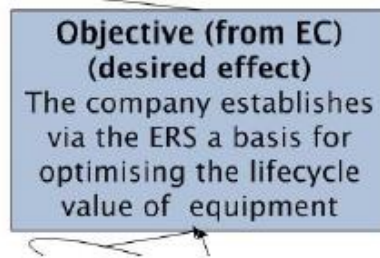 Objective (from EC)
(desired effect)
The company establishes
via the ERS a basis for
optimising the lifecycle
value of equipment